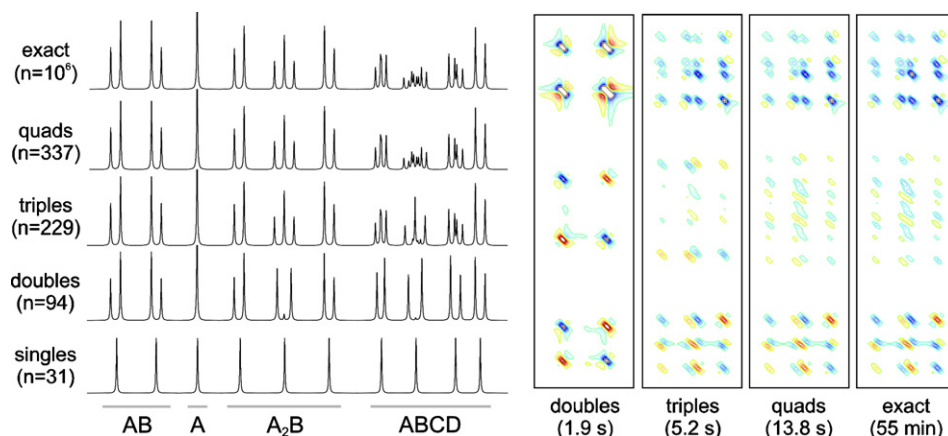 exact
(n=10⁶)
quads
(n=337)
triples
(n=229)
doubles
(n=94)
singles
(n=31)
AB
A
A₂B
ABCD
doubles
(1.9 s)
triples
(5.2 s)
quads
(13.8 s)
exact
(55 min)